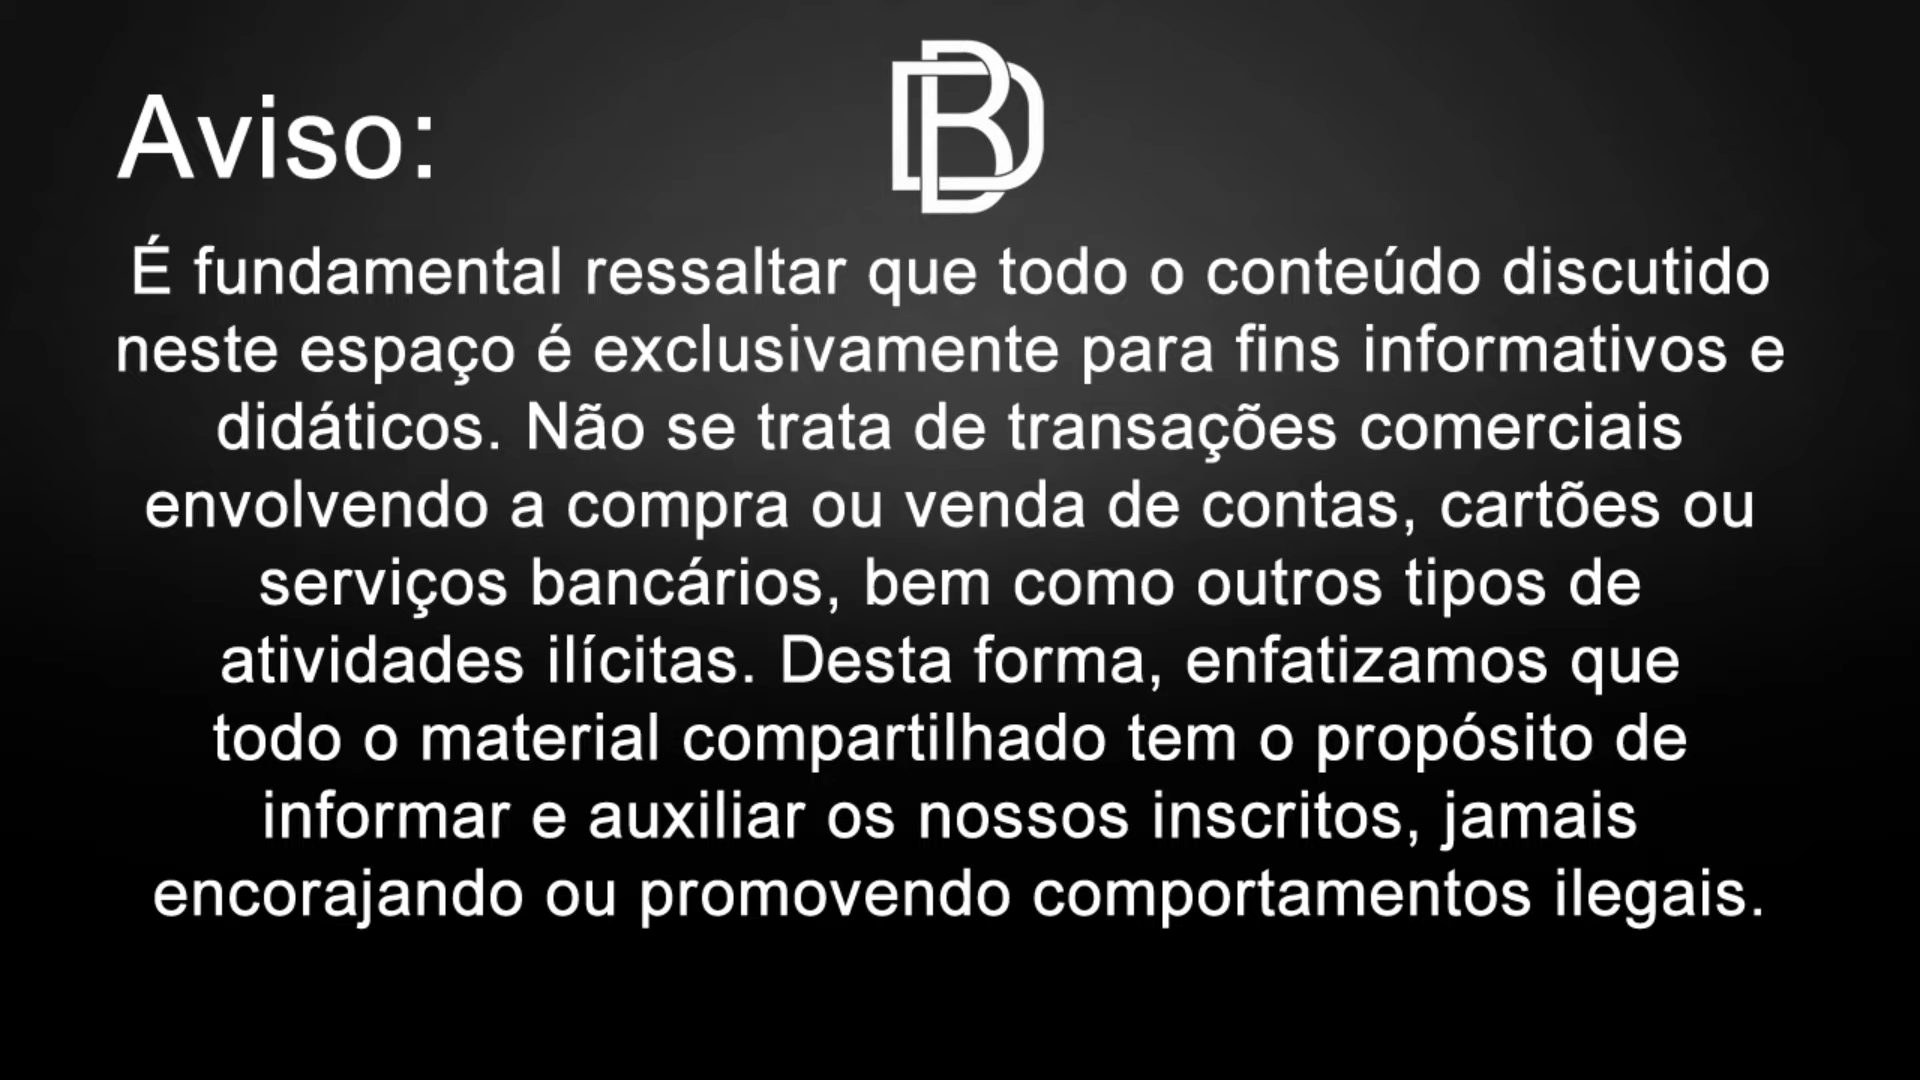 BD
Aviso:
É fundamental ressaltar que todo o conteúdo discutido
neste espaço é exclusivamente para fins informativos e
didáticos. Não se trata de transações comerciais
envolvendo a compra ou venda de contas, cartões ou
serviços bancários, bem como outros tipos de
atividades ilícitas. Desta forma, enfatizamos que
todo o material compartilhado tem o propósito de
informar e auxiliar os nossos inscritos, jamais
encorajando ou promovendo comportamentos ilegais.